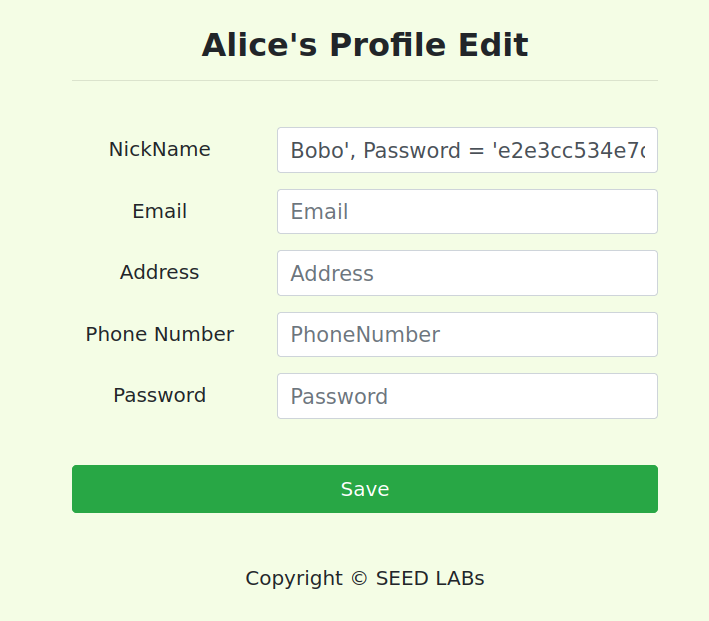 Alice's Profile Edit
NickName Bobo', Password = 'e2e3cc534e7
Email Email
Address Address
Phone Number PhoneNumber
Password Password
Save
Copyright © SEED LABs